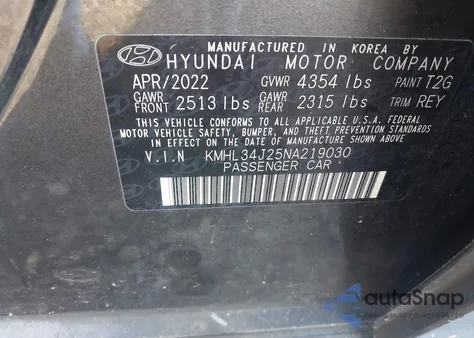 MANUFACTURED IN KOREA BY
HYUNDAI MOTOR COMPANY
APR/2022 GVWR 4354 lbs PAINT T2G
GAWR FRONT 2513 lbs GAWR REAR 2315 lbs TRIM REY
THIS VEHICLE CONFORMS TO ALL APPLICABLE FEDERAL
MOTOR VEHICLE SAFETY, BUMPER, AND THEFT PREVENTION
STANDARDS IN EFFECT ON THE DATE OF MANUFACTURE SHOWN ABOVE
V.I.N KMHL34J25NA219030
PASSENGER CAR
autaSnap